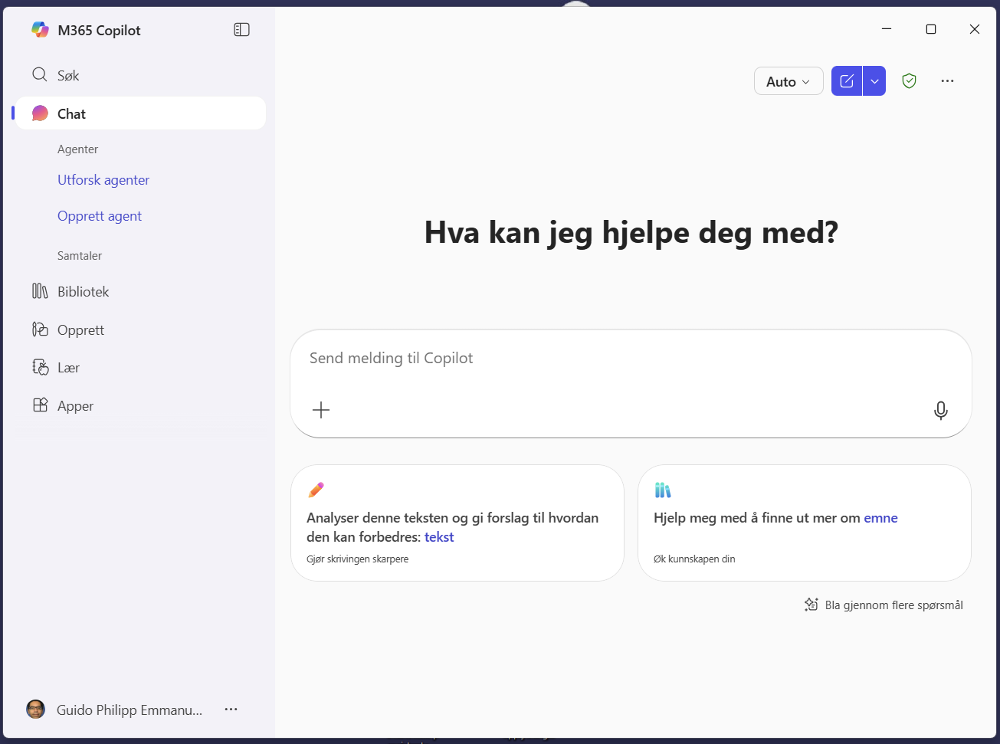 M365 Copilot
Søk
Chat
Agenter
Utforsk agenter
Opprett agent
Samtaler
Bibliotek
Opprett
Lær
Apper
Guido Philipp Emmanu...
Auto
Hva kan jeg hjelpe deg med?
Send melding til Copilot
Analyser denne teksten og gi forslag til hvordan
den kan forbedres: tekst
Gjør skrivingen skarpere
Hjelp meg med å finne ut mer om emne
Øk kunnskapen din
Bla gjennom flere spørsmål